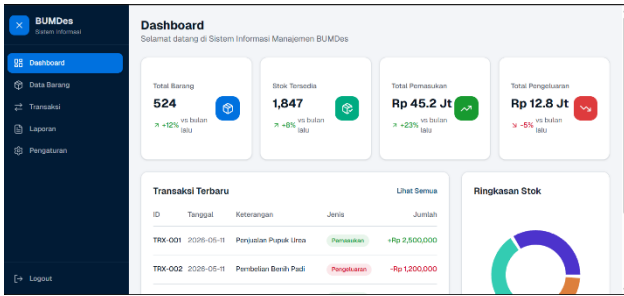 BUMDes
Sistem Informasi
Dashboard
Data Barang
Transaksi
Laporan
Pengaturan
Logout
Dashboard
Selamat datang di Sistem Informasi Manajemen BUMDes
Total Barang
524
+12% vs bulan lalu
Stok Tersedia
1,847
+8% vs bulan lalu
Total Pemasukan
Rp 45.2 Jt
+23% vs bulan lalu
Total Pengeluaran
Rp 12.8 Jt
-5% vs bulan lalu
Transaksi Terbaru Lihat Semua
ID Tanggal Keterangan Jenis Jumlah
TRX-001 2026-05-11 Penjualan Pupuk Urea Pemasukan +Rp 2,500,000
TRX-002 2026-05-11 Pembelian Benih Padi Pengeluaran -Rp 1,200,000
Ringkasan Stok